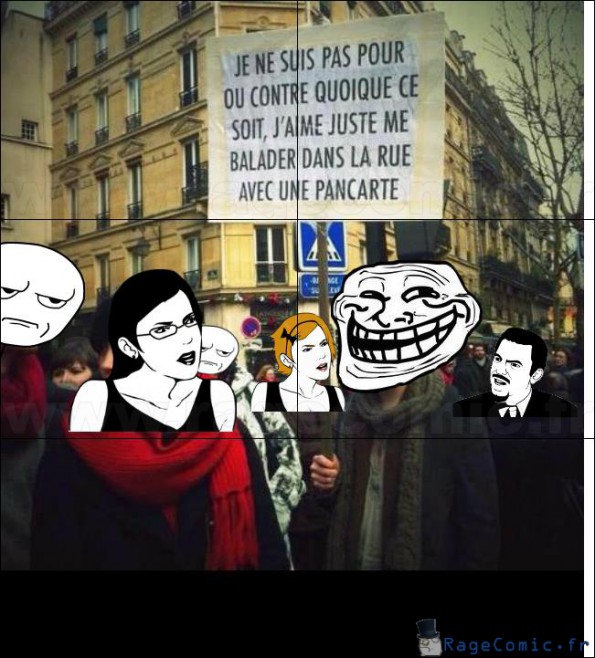 JE NE SUIS PAS POUR
OU CONTRE QUOIQUE CE
SOIT, J'AIME JUSTE ME
BALADER DANS LA RUE
AVEC UNE PANCARTE
RageComic.fr